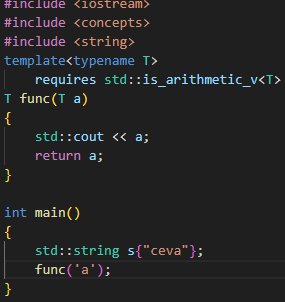 #include <iostream>
#include <concepts>
#include <string>
template<typename T>
    requires std::is_arithmetic_v<T>
T func(T a)
{
    std::cout << a;
    return a;
}

int main()
{
    std::string s{"ceva"};
    func('a');
}